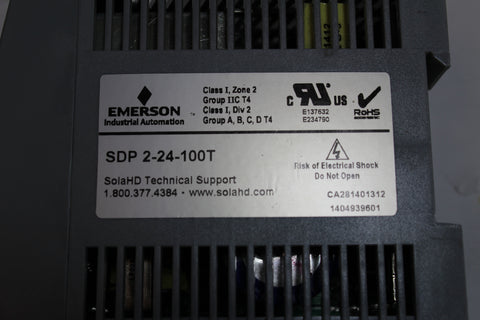 EMERSON
Industrial Automation
Class I, Zone 2
Group IIC T4
Class I, Div 2
Group A, B, C, D T4
C UL US
E137632
E234790
RoHS
SDP 2-24-100T
SolaHD Technical Support
1.800.377.4384 • www.solahd.com
Risk of Electrical Shock
Do Not Open
CA281401312
1404939601
1412